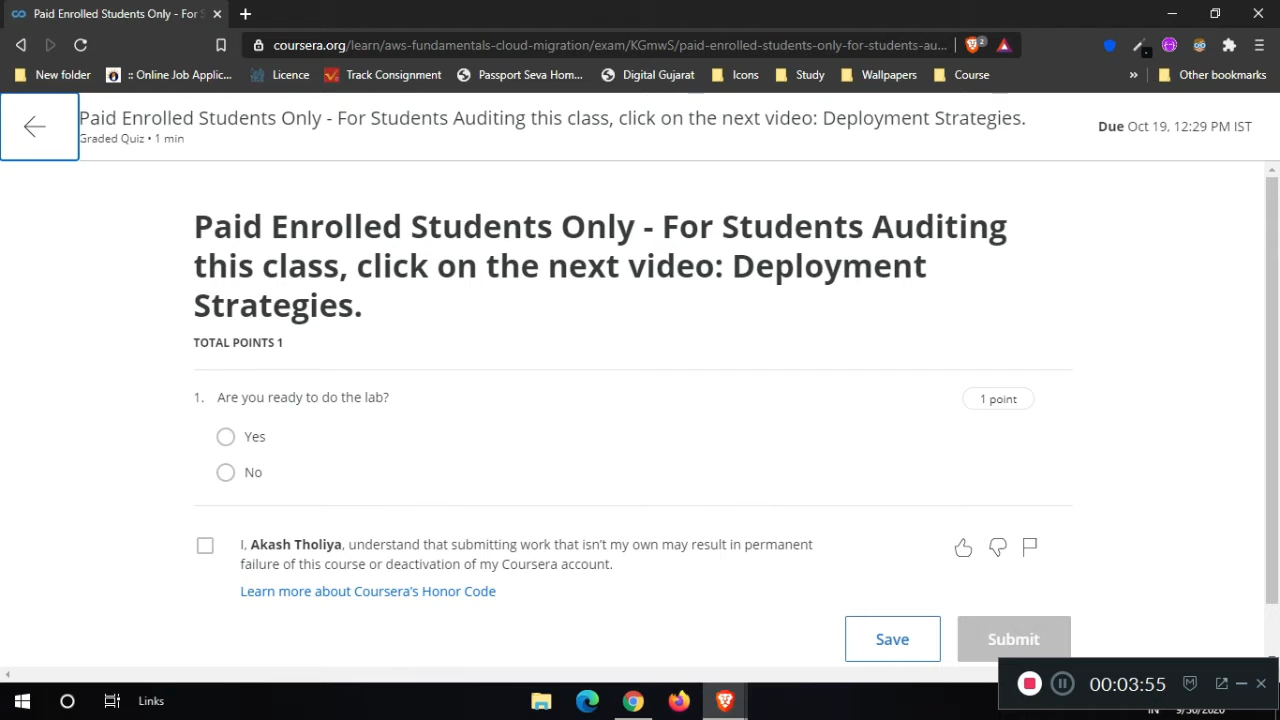 Paid Enrolled Students Only - For S
coursera.org/learn/aws-fundamentals-cloud-migration/exam/KGmwS/paid-enrolled-students-only-for-students-au...
2
New folder
:: Online Job Applic...
Licence
Track Consignment
Passport Seva Hom...
Digital Gujarat
Icons
Study
Wallpapers
Course
»
Other bookmarks
Paid Enrolled Students Only - For Students Auditing this class, click on the next video: Deployment Strategies.
Graded Quiz • 1 min
Due Oct 19, 12:29 PM IST
Paid Enrolled Students Only - For Students Auditing
this class, click on the next video: Deployment
Strategies.
TOTAL POINTS 1
1. Are you ready to do the lab?
1 point
Yes
No
I, Akash Tholiya, understand that submitting work that isn't my own may result in permanent
failure of this course or deactivation of my Coursera account.
Learn more about Coursera's Honor Code
Save
Submit
00:03:55
Links
IN
9/30/2020